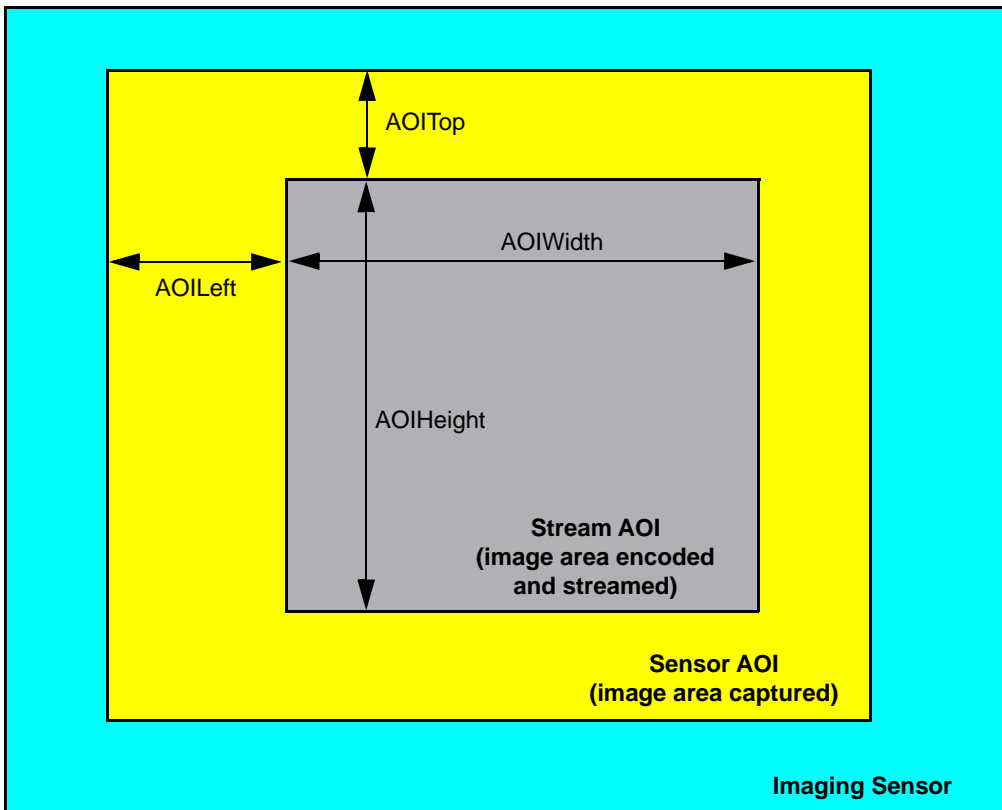 AOITop
AOIWidth
AOILeft
AOIHeight
Stream AOI
(image area encoded
and streamed)
Sensor AOI
(image area captured)
Imaging Sensor